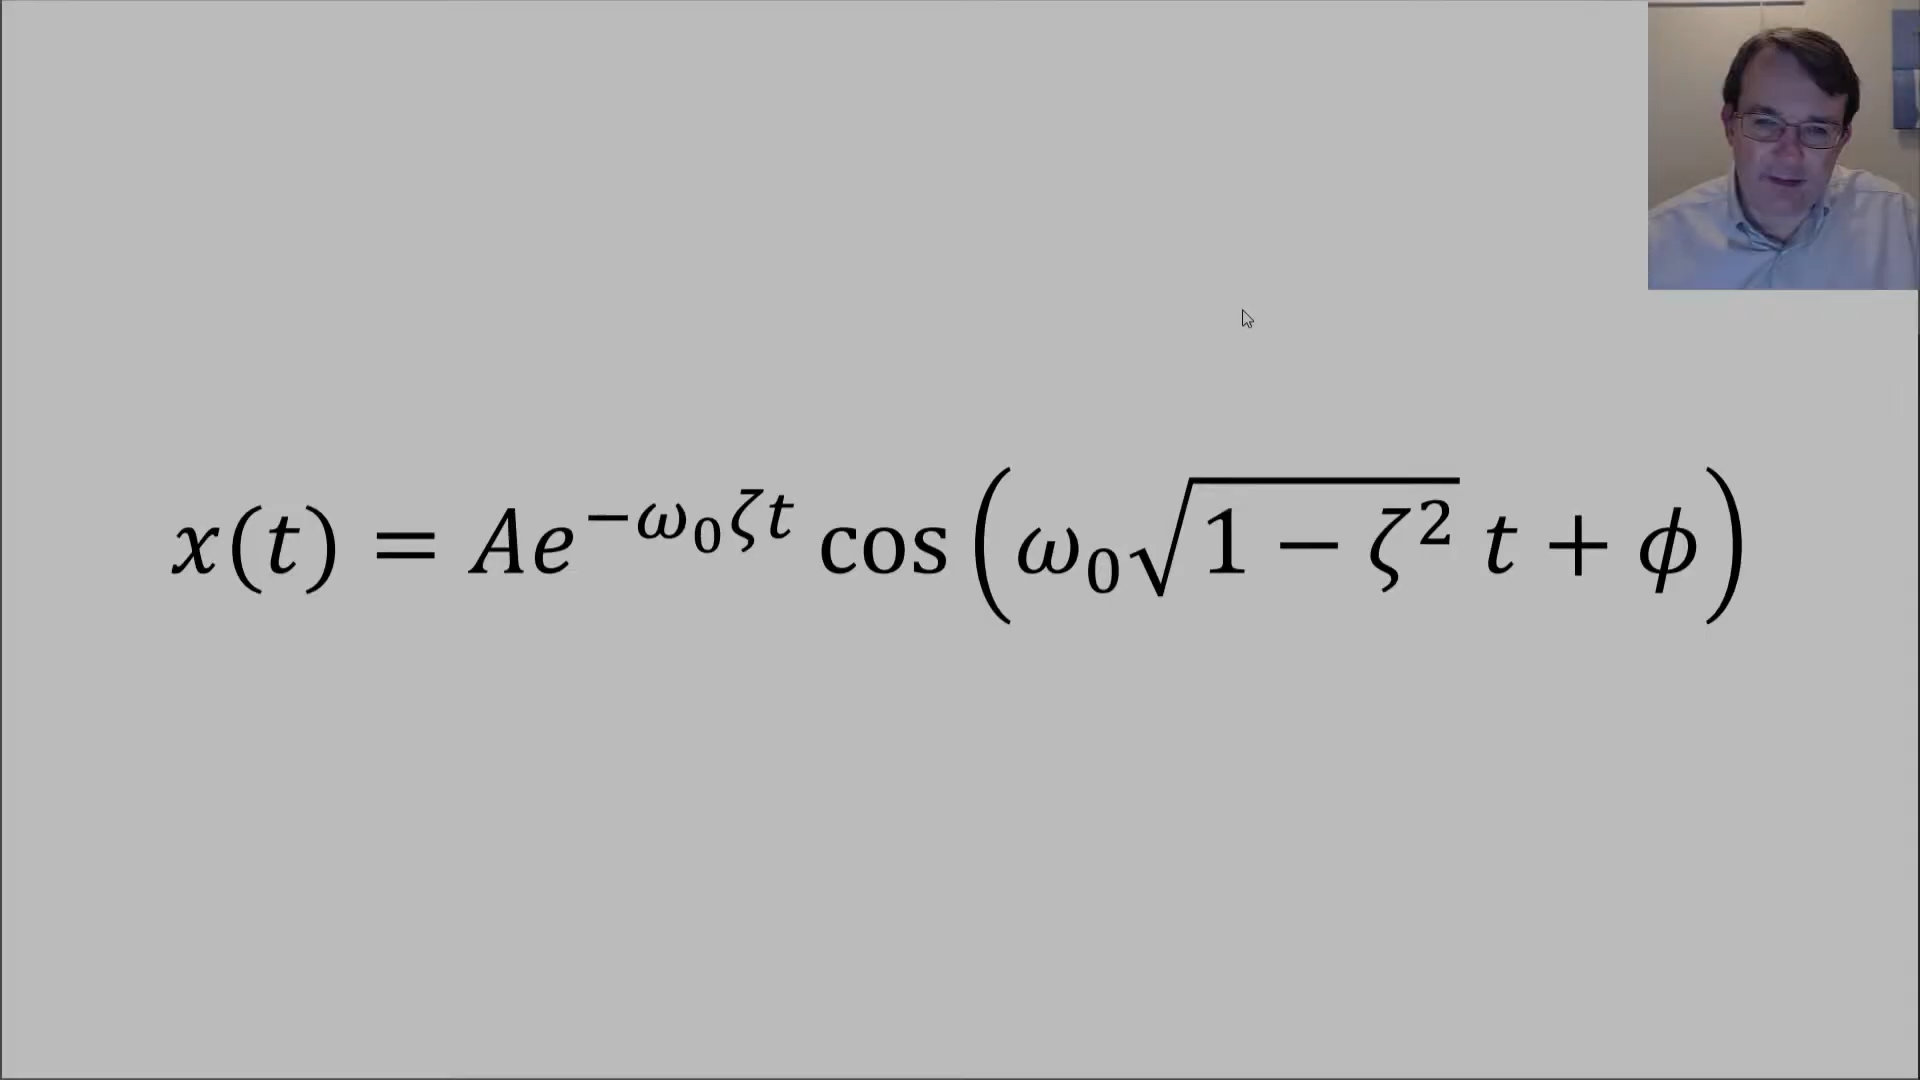 x(t) = Ae^{−ω₀ζt} cos(ω₀√(1 − ζ²) t + ϕ)